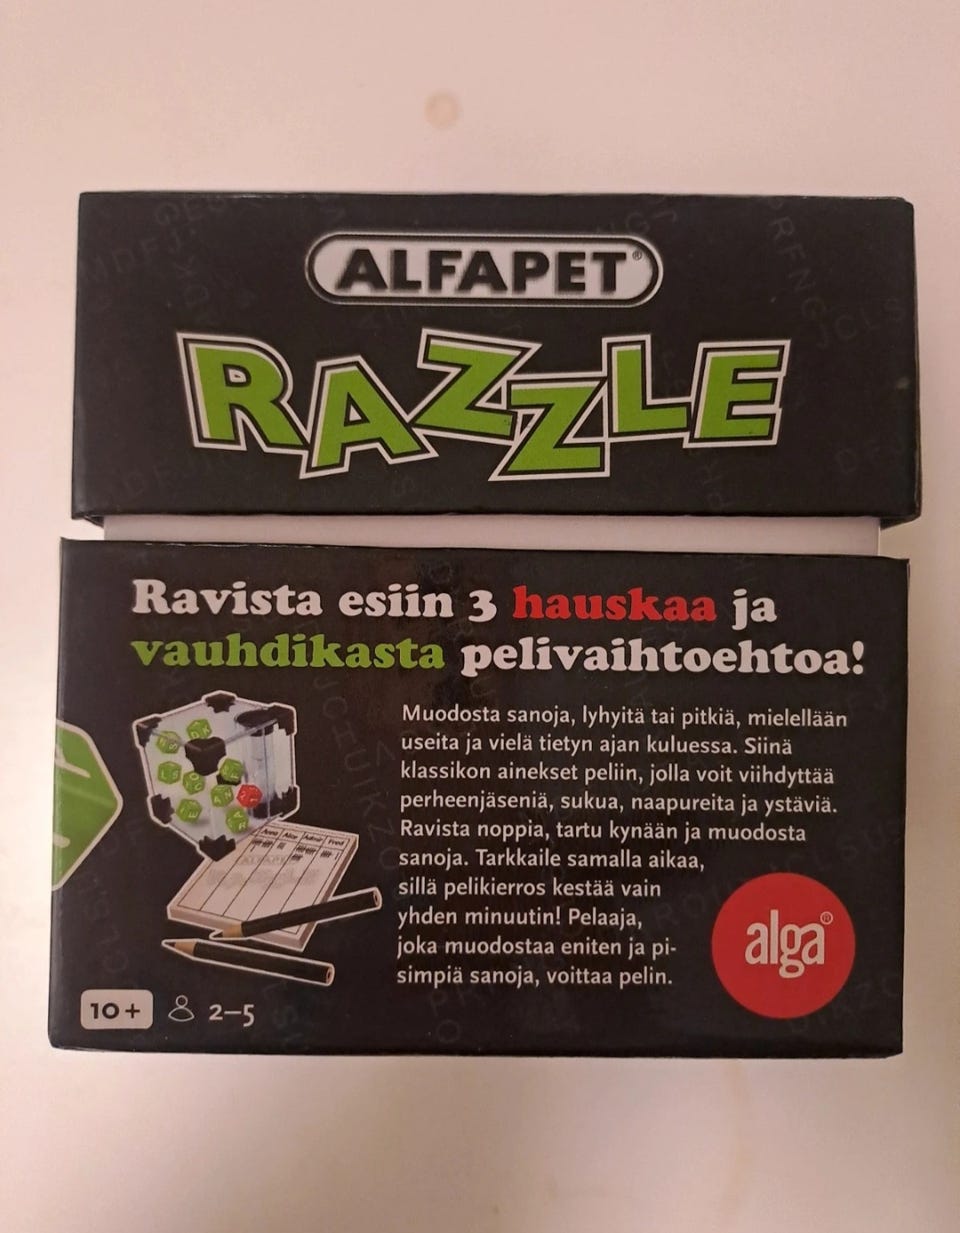 ALFAPET®
RAZZLE
Ravista esiin 3 hauskaa ja
vauhdikasta pelivaihtoehtoa!
Muodosta sanoja, lyhyitä tai pitkiä, mielellään
useita ja vielä tietyn ajan kuluessa. Siinä
klassikon ainekset peliin, jolla voit viihdyttää
perheenjäseniä, sukua, naapureita ja ystäviä.
Ravista noppia, tartu kynään ja muodosta
sanoja. Tarkkaile samalla aikaa,
sillä pelikierros kestää vain
yhden minuutin! Pelaaja,
joka muodostaa eniten ja pi-
simpiä sanoja, voittaa pelin.
alga®
10+ 2–5